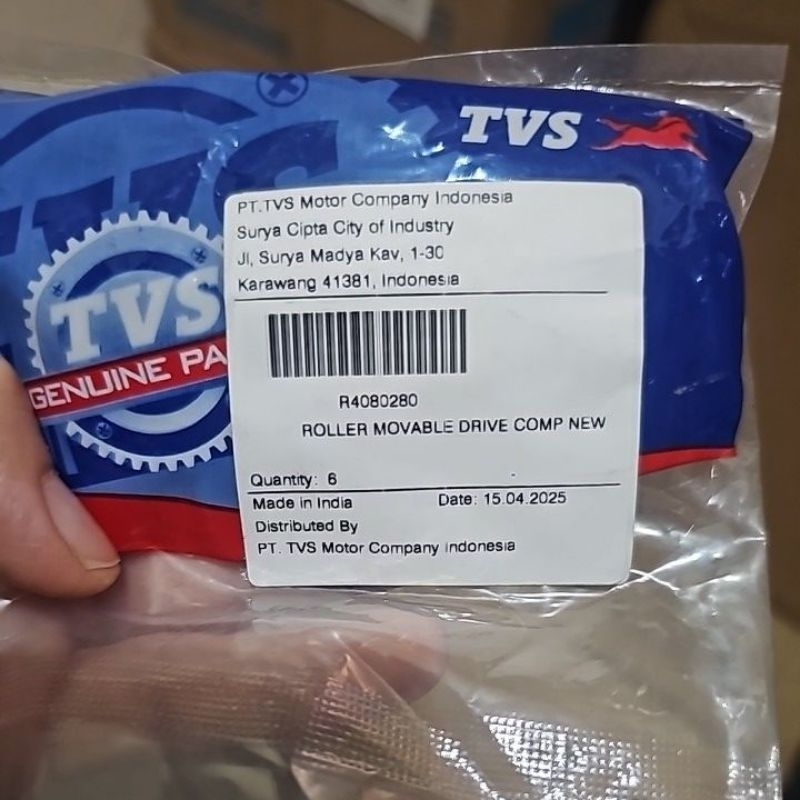 TVS
TVS
GENUINE PA
PT.TVS Motor Company Indonesia
Surya Cipta City of Industry
Jl, Surya Madya Kav, 1-30
Karawang 41381, Indonesia
R4080280
ROLLER MOVABLE DRIVE COMP NEW
Quantity: 6
Made in India Date: 15.04.2025
Distributed By
PT. TVS Motor Company Indonesia